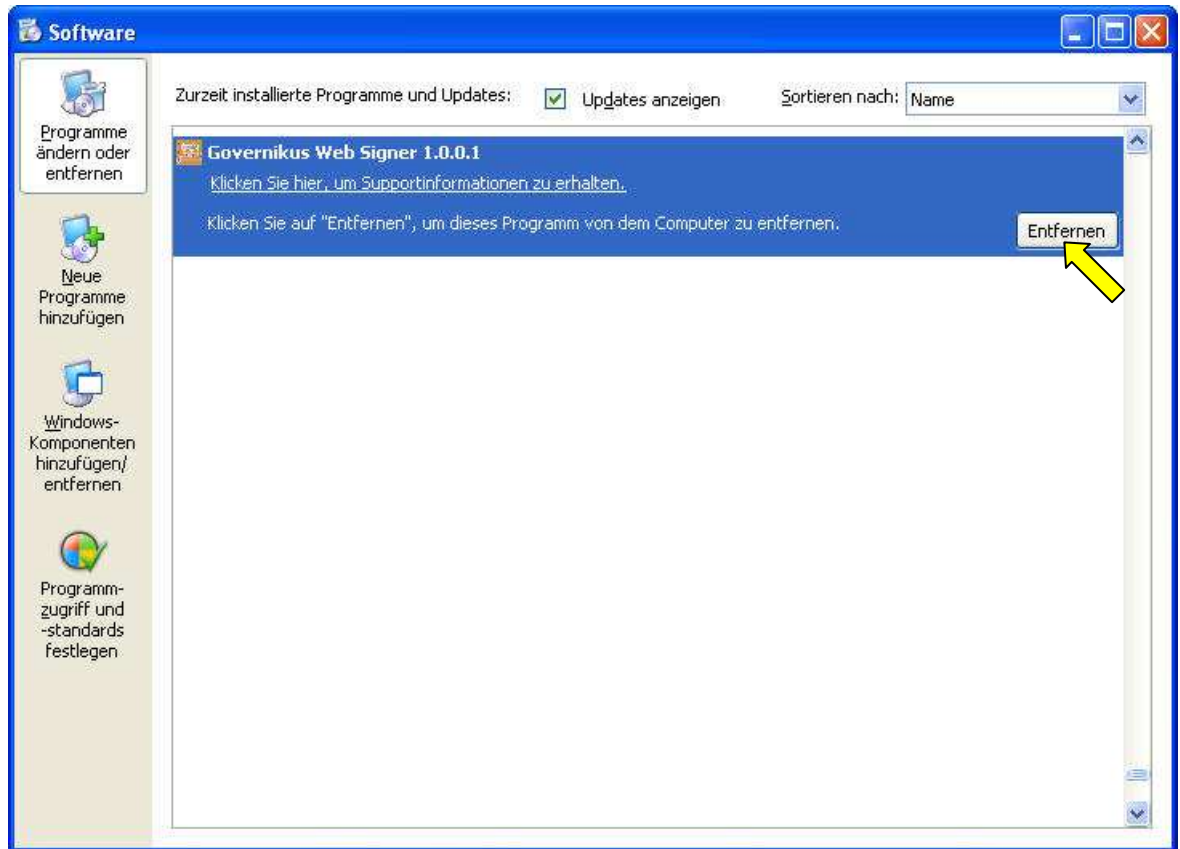 Software
Programme
ändern oder
entfernen
Neue
Programme
hinzufügen
Windows-
Komponenten
hinzufügen/
entfernen
Programm-
zugriff und
-standards
festlegen
Zurzeit installierte Programme und Updates:
Updates anzeigen
Sortieren nach:
Name
Governikus Web Signer 1.0.0.1
Klicken Sie hier, um Supportinformationen zu erhalten.
Klicken Sie auf "Entfernen", um dieses Programm von dem Computer zu entfernen.
Entfernen